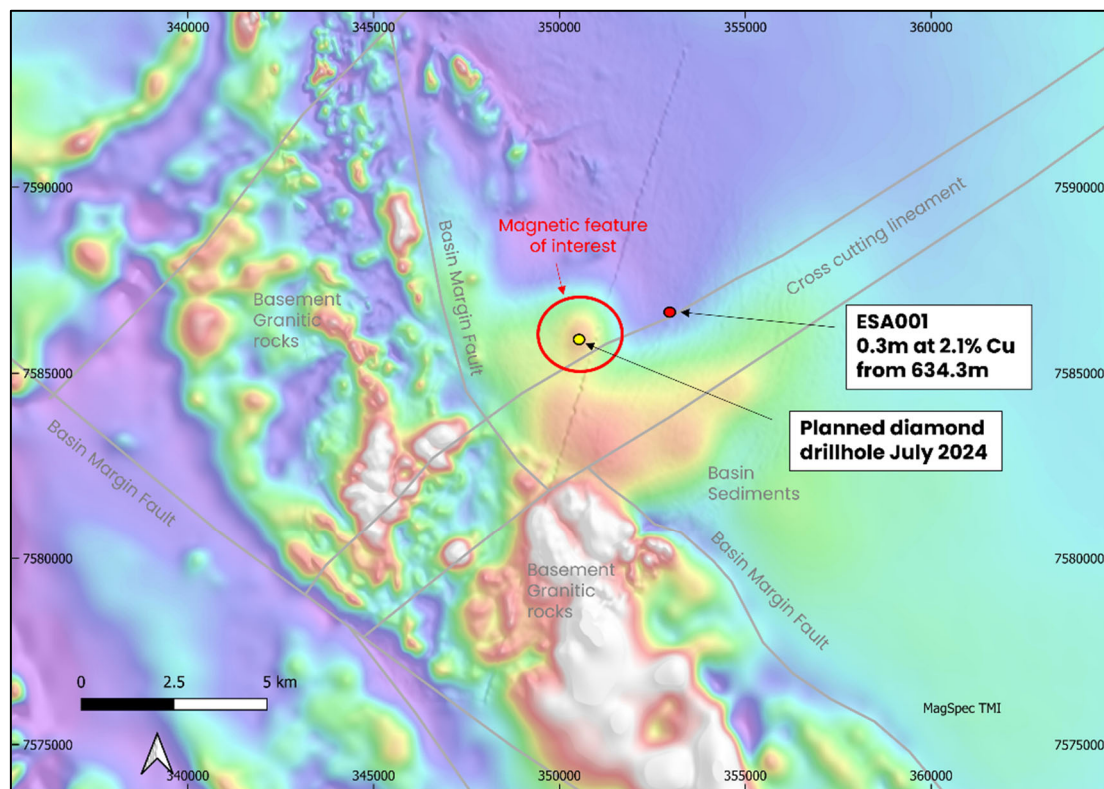 340000
345000
350000
355000
360000
7590000
7590000
Cross cutting lineament
Magnetic feature
of interest
Basin Margin Fault
Basement
Granitic
rocks
ESA001
0.3m at 2.1% Cu
from 634.3m
7585000
7585000
Planned diamond
drillhole July 2024
Basin Margin Fault
Basin
Sediments
7580000
7580000
Basement
Granitic
rocks
Basin Margin Fault
0
2.5
5 km
MagSpec TMI
7575000
7575000
340000
345000
350000
355000
360000